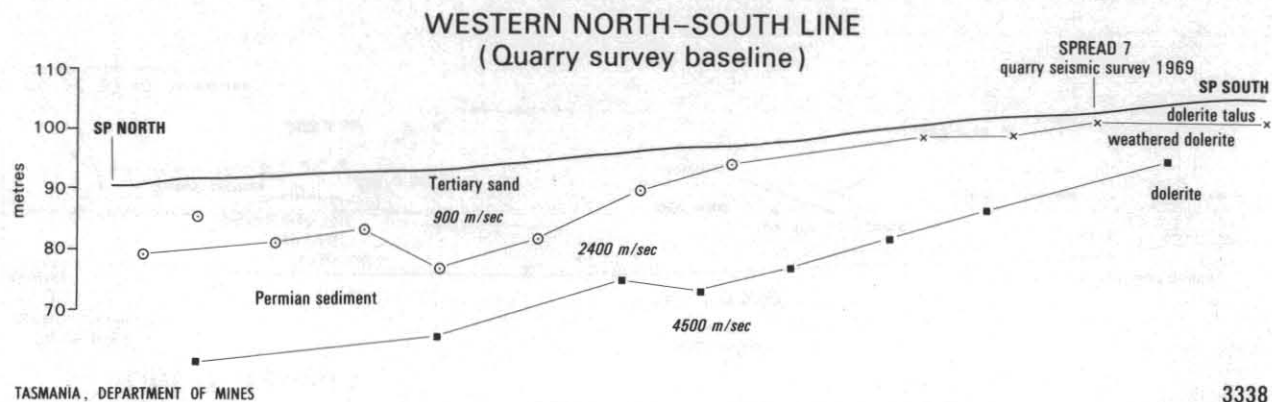 WESTERN NORTH–SOUTH LINE
(Quarry survey baseline)
SPREAD 7
quarry seismic survey 1969
SP SOUTH
SP NORTH
110
100
90
80
70
metres
dolerite talus
weathered dolerite
dolerite
Tertiary sand
900 m/sec
2400 m/sec
Permian sediment
4500 m/sec
TASMANIA, DEPARTMENT OF MINES
3338